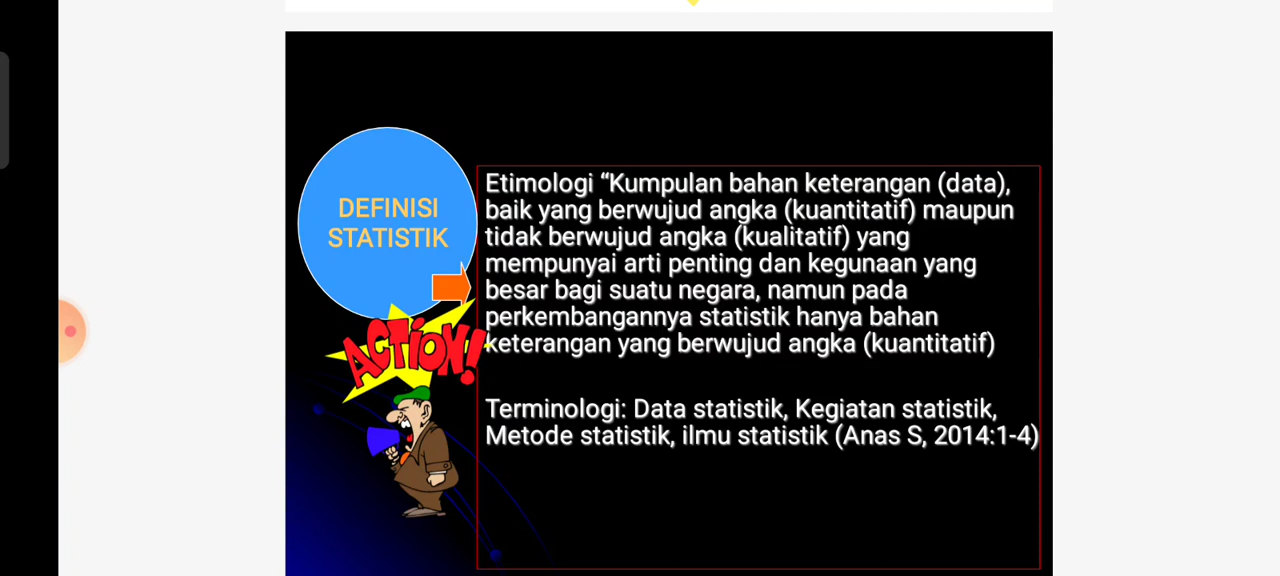 DEFINISI
STATISTIK
Etimologi “Kumpulan bahan keterangan (data),
baik yang berwujud angka (kuantitatif) maupun
tidak berwujud angka (kualitatif) yang
mempunyai arti penting dan kegunaan yang
besar bagi suatu negara, namun pada
perkembangannya statistik hanya bahan
keterangan yang berwujud angka (kuantitatif)
Terminologi: Data statistik, Kegiatan statistik,
Metode statistik, ilmu statistik (Anas S, 2014:1-4)
ACTION!